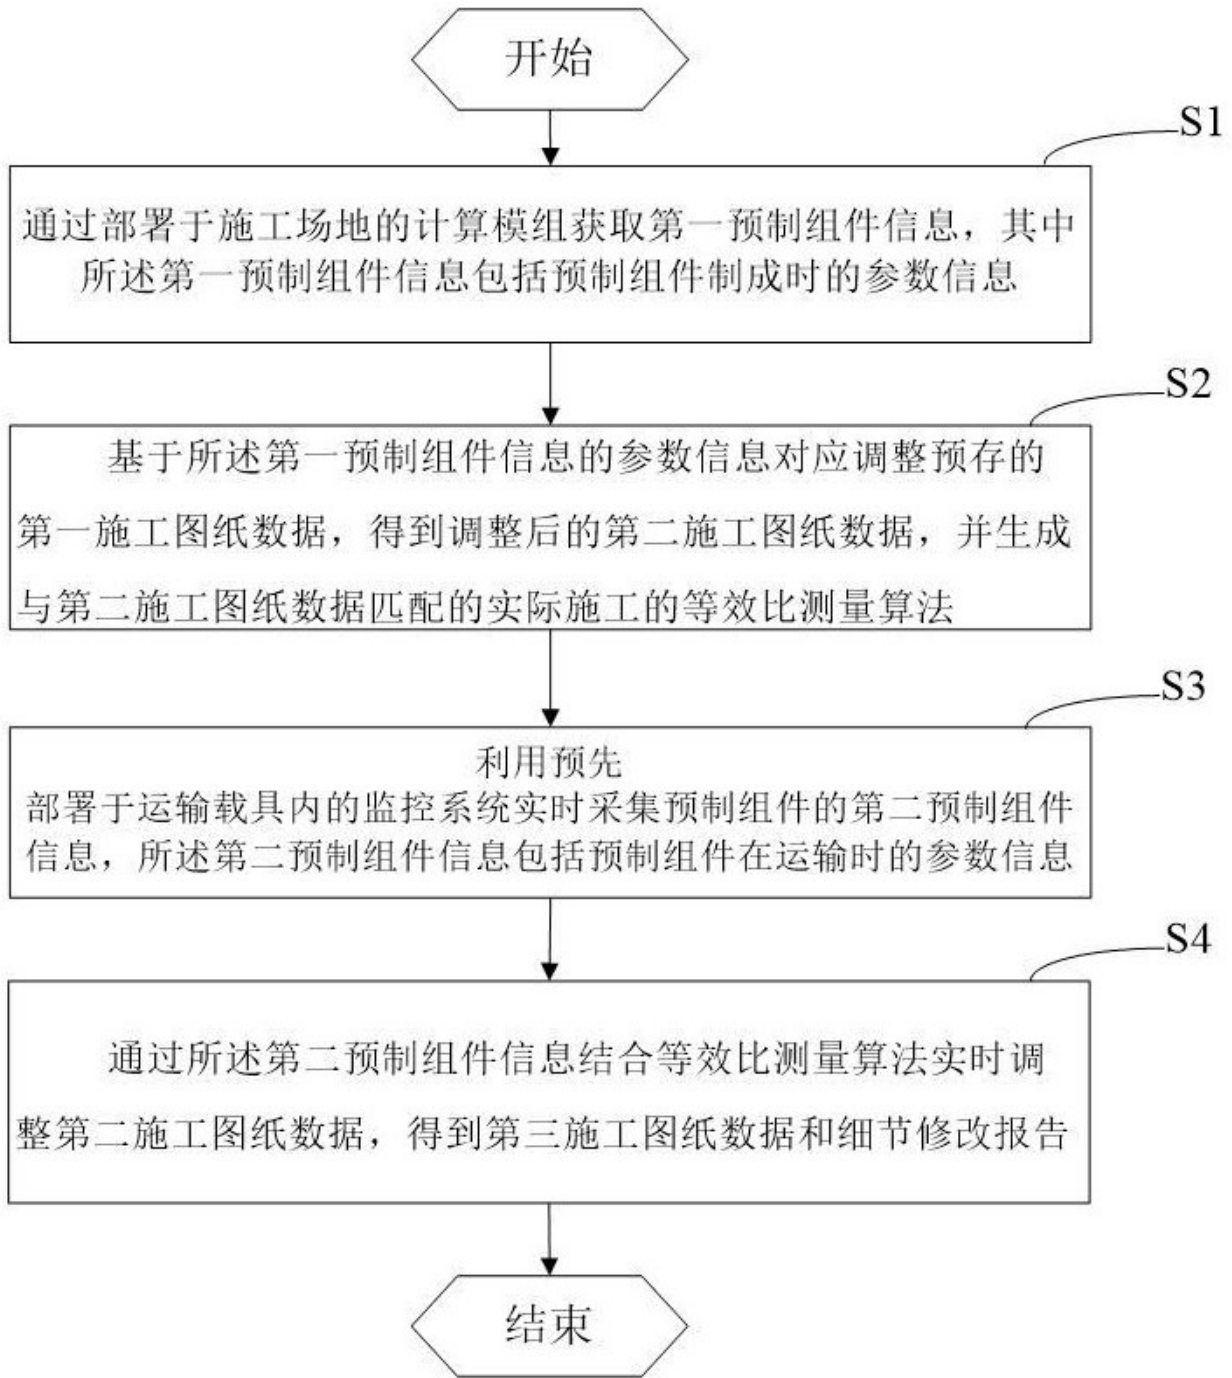 开始
S1
通过部署于施工场地的计算模组获取第一预制组件信息，其中
所述第一预制组件信息包括预制组件制成时的参数信息
S2
基于所述第一预制组件信息的参数信息对应调整预存的
第一施工图纸数据，得到调整后的第二施工图纸数据，并生成
与第二施工图纸数据匹配的实际施工的等效比测量算法
S3
利用预先
部署于运输载具内的监控系统实时采集预制组件的第二预制组件
信息，所述第二预制组件信息包括预制组件在运输时的参数信息
S4
通过所述第二预制组件信息结合等效比测量算法实时调
整第二施工图纸数据，得到第三施工图纸数据和细节修改报告
结束